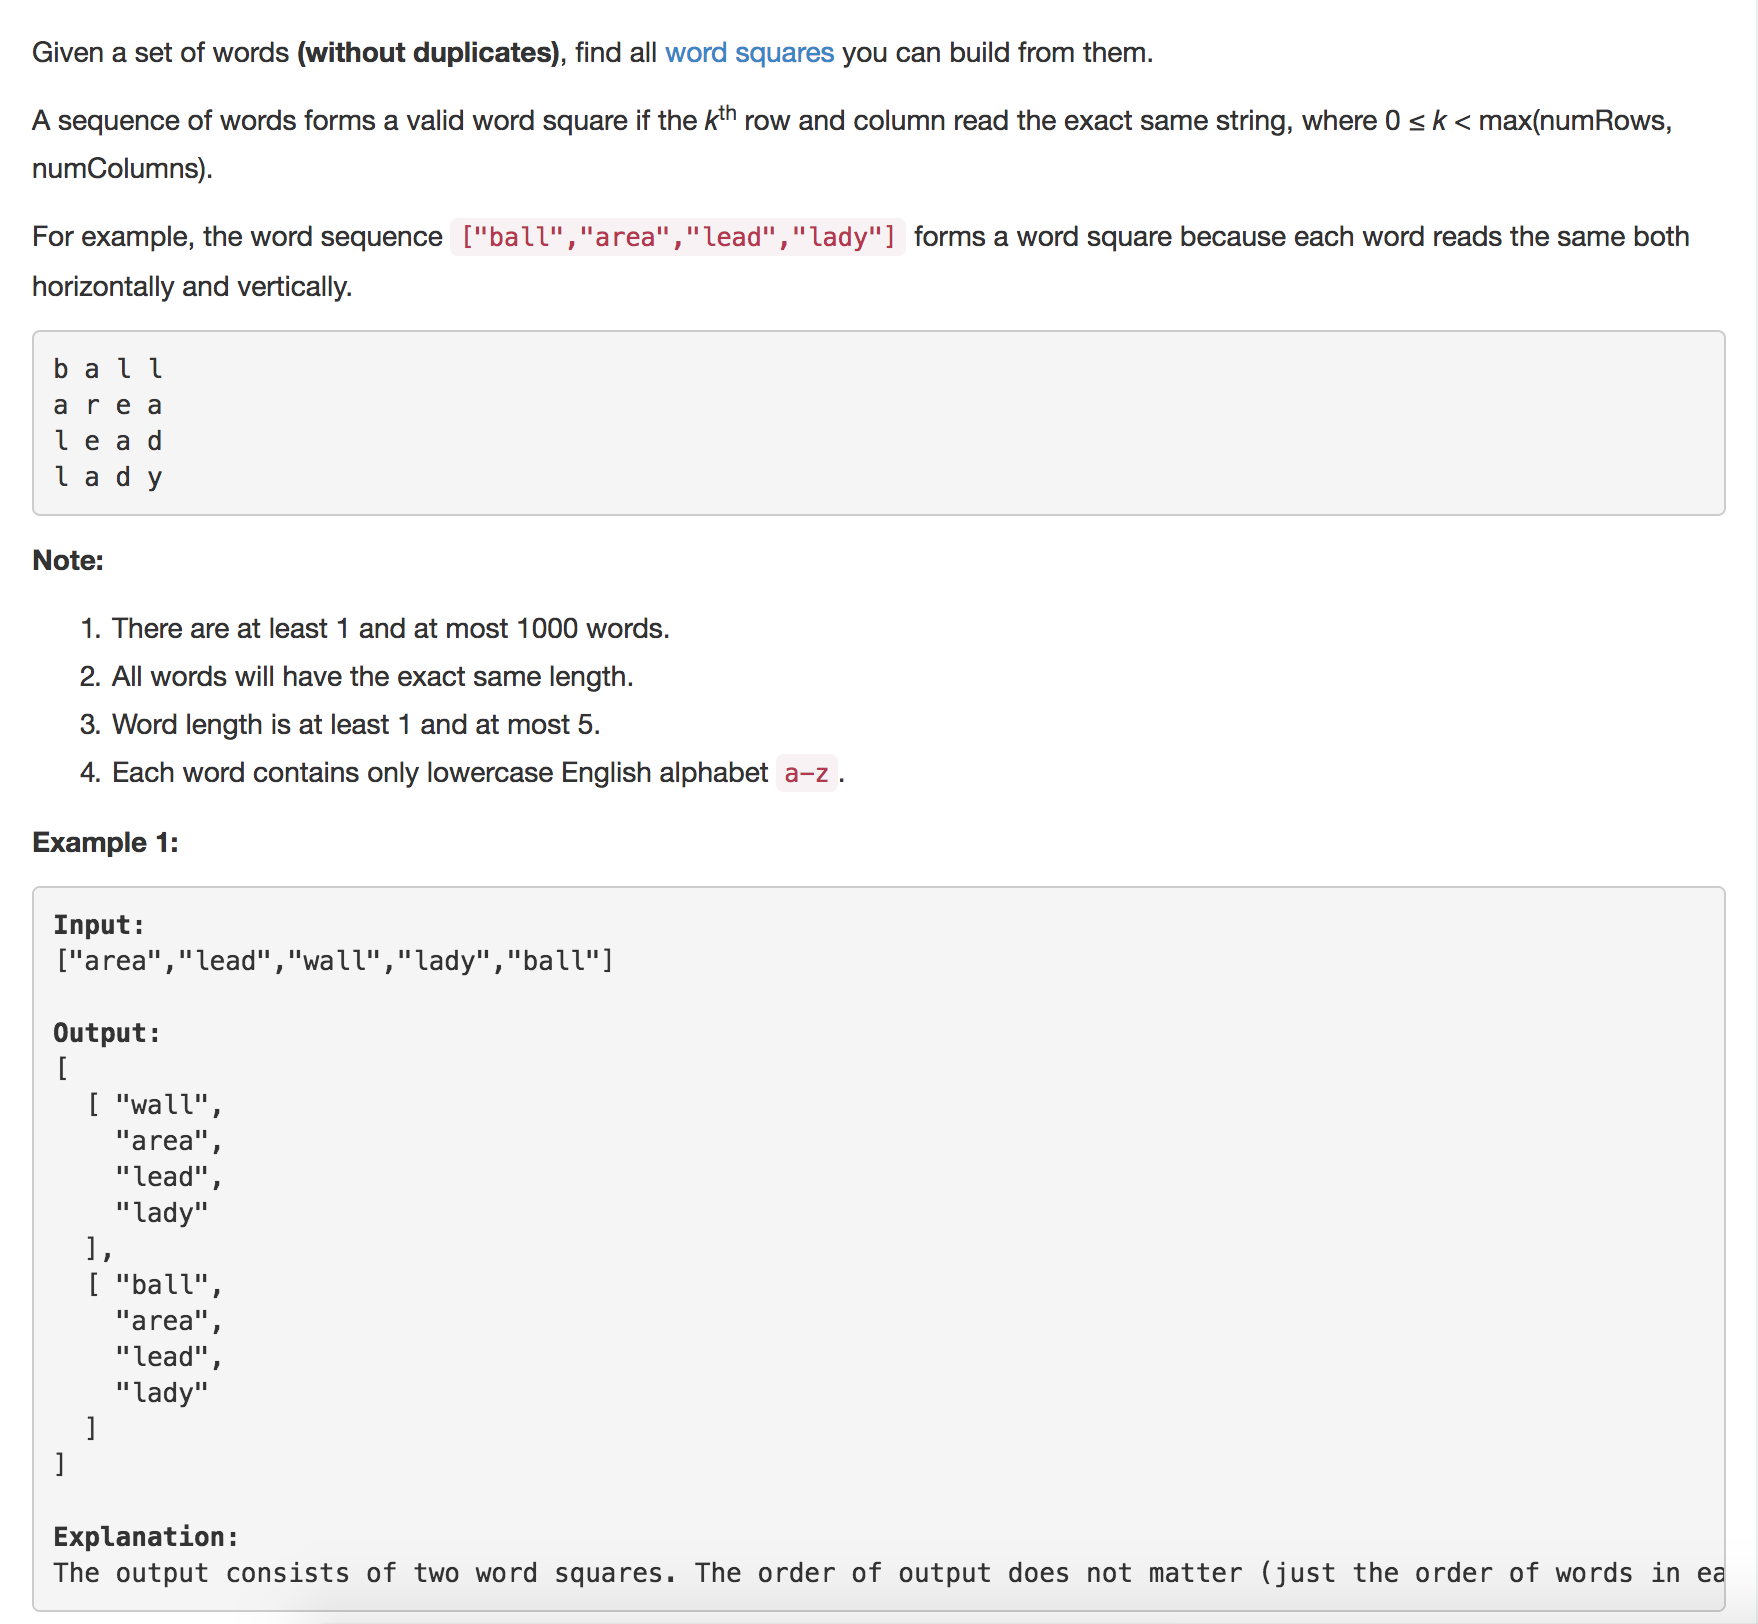 Given a set of words (without duplicates), find all word squares you can build from them.
A sequence of words forms a valid word square if the kth row and column read the exact same string, where 0 ≤ k < max(numRows,
numColumns).
For example, the word sequence ["ball","area","lead","lady"] forms a word square because each word reads the same both
horizontally and vertically.
b a l l
a r e a
l e a d
l a d y
Note:
1. There are at least 1 and at most 1000 words.
2. All words will have the exact same length.
3. Word length is at least 1 and at most 5.
4. Each word contains only lowercase English alphabet a-z.
Example 1:
Input:
["area","lead","wall","lady","ball"]
Output:
[
  [ "wall",
    "area",
    "lead",
    "lady"
  ],
  [ "ball",
    "area",
    "lead",
    "lady"
  ]
]
Explanation:
The output consists of two word squares. The order of output does not matter (just the order of words in ea